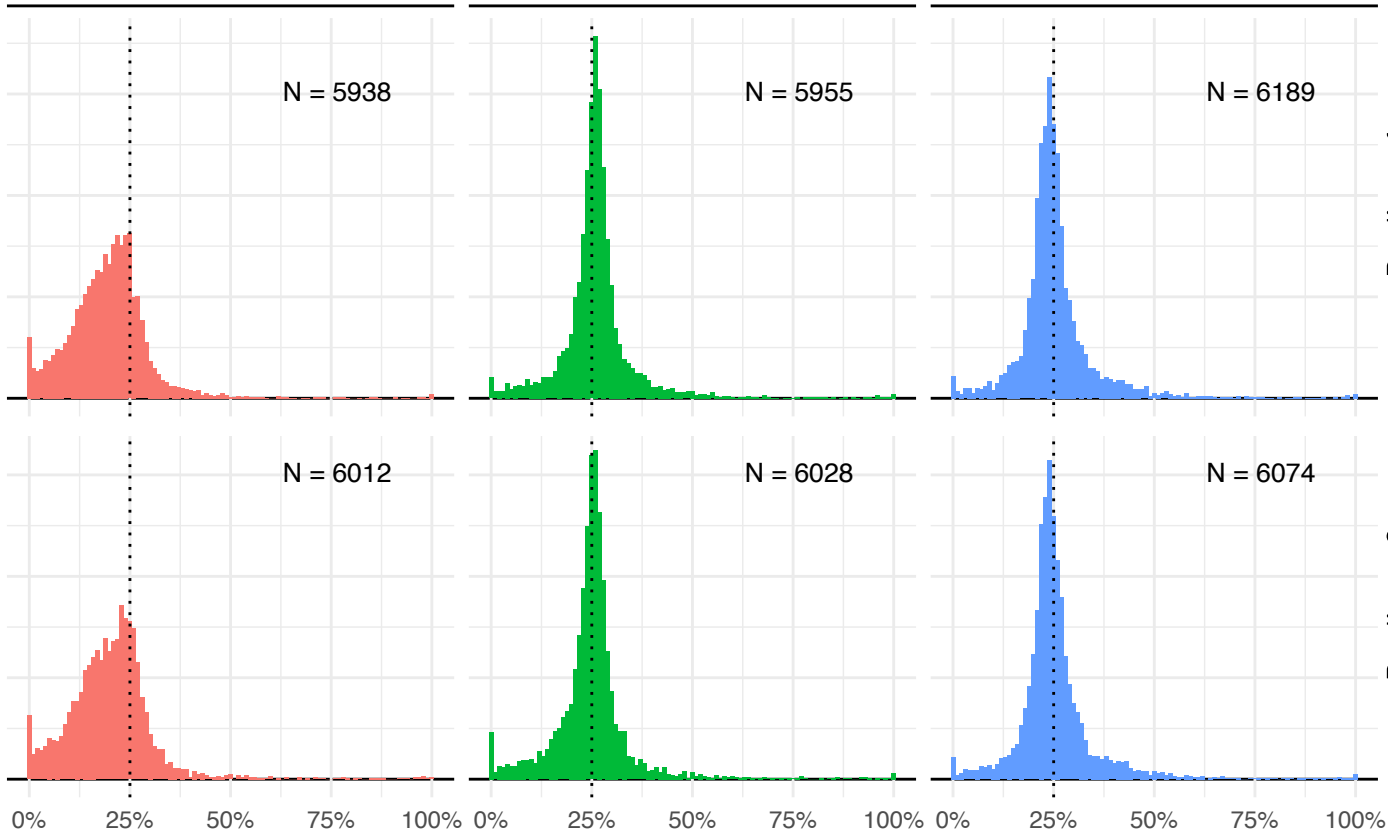 N = 5938 N = 5955 N = 6189
N = 6012 N = 6028 N = 6074
0% 25% 50% 75% 100% 0% 25% 50% 75% 100% 0% 25% 50% 75% 100%